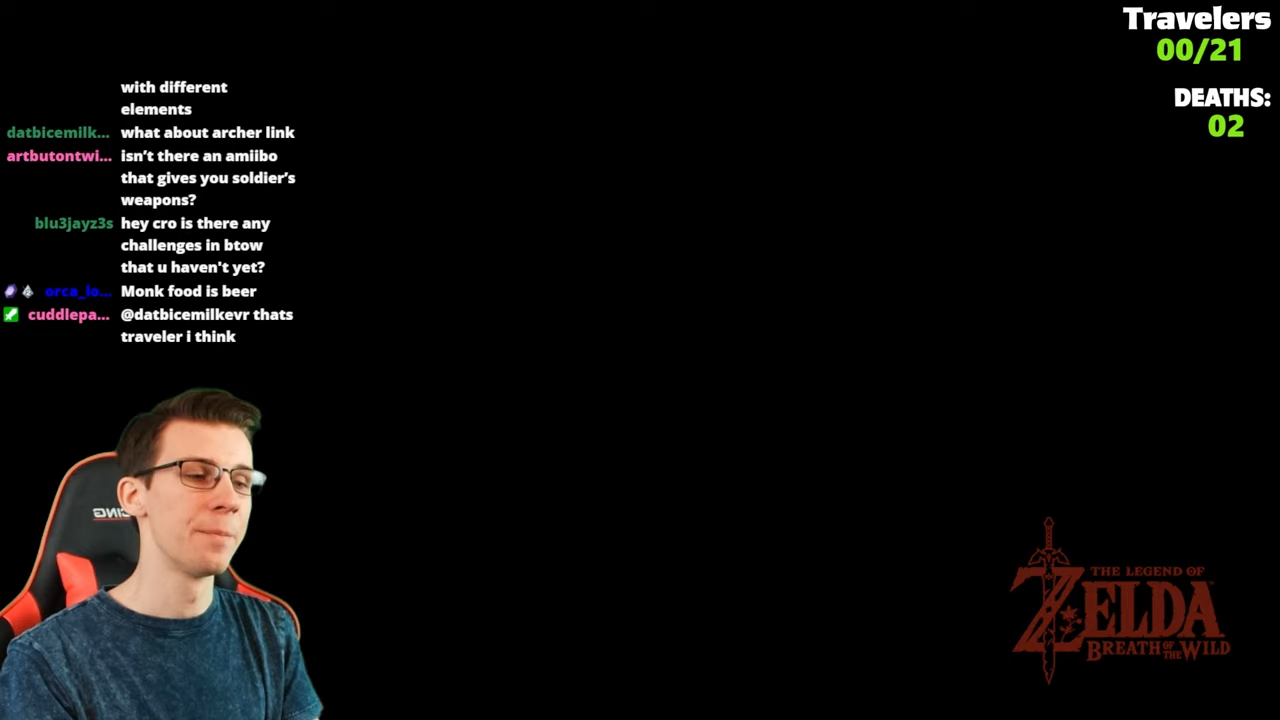 Travelers
00/21
DEATHS:
02
with different
elements
datbicemilk... what about archer link
artbutontwi... isn't there an amiibo
that gives you soldier's
weapons?
blu3jayz3s hey cro is there any
challenges in btow
that u haven't yet?
orca_lo... Monk food is beer
cuddlepa... @datbicemilkevr thats
traveler i think
THE LEGEND OF
ZELDA
BREATH OF THE WILD